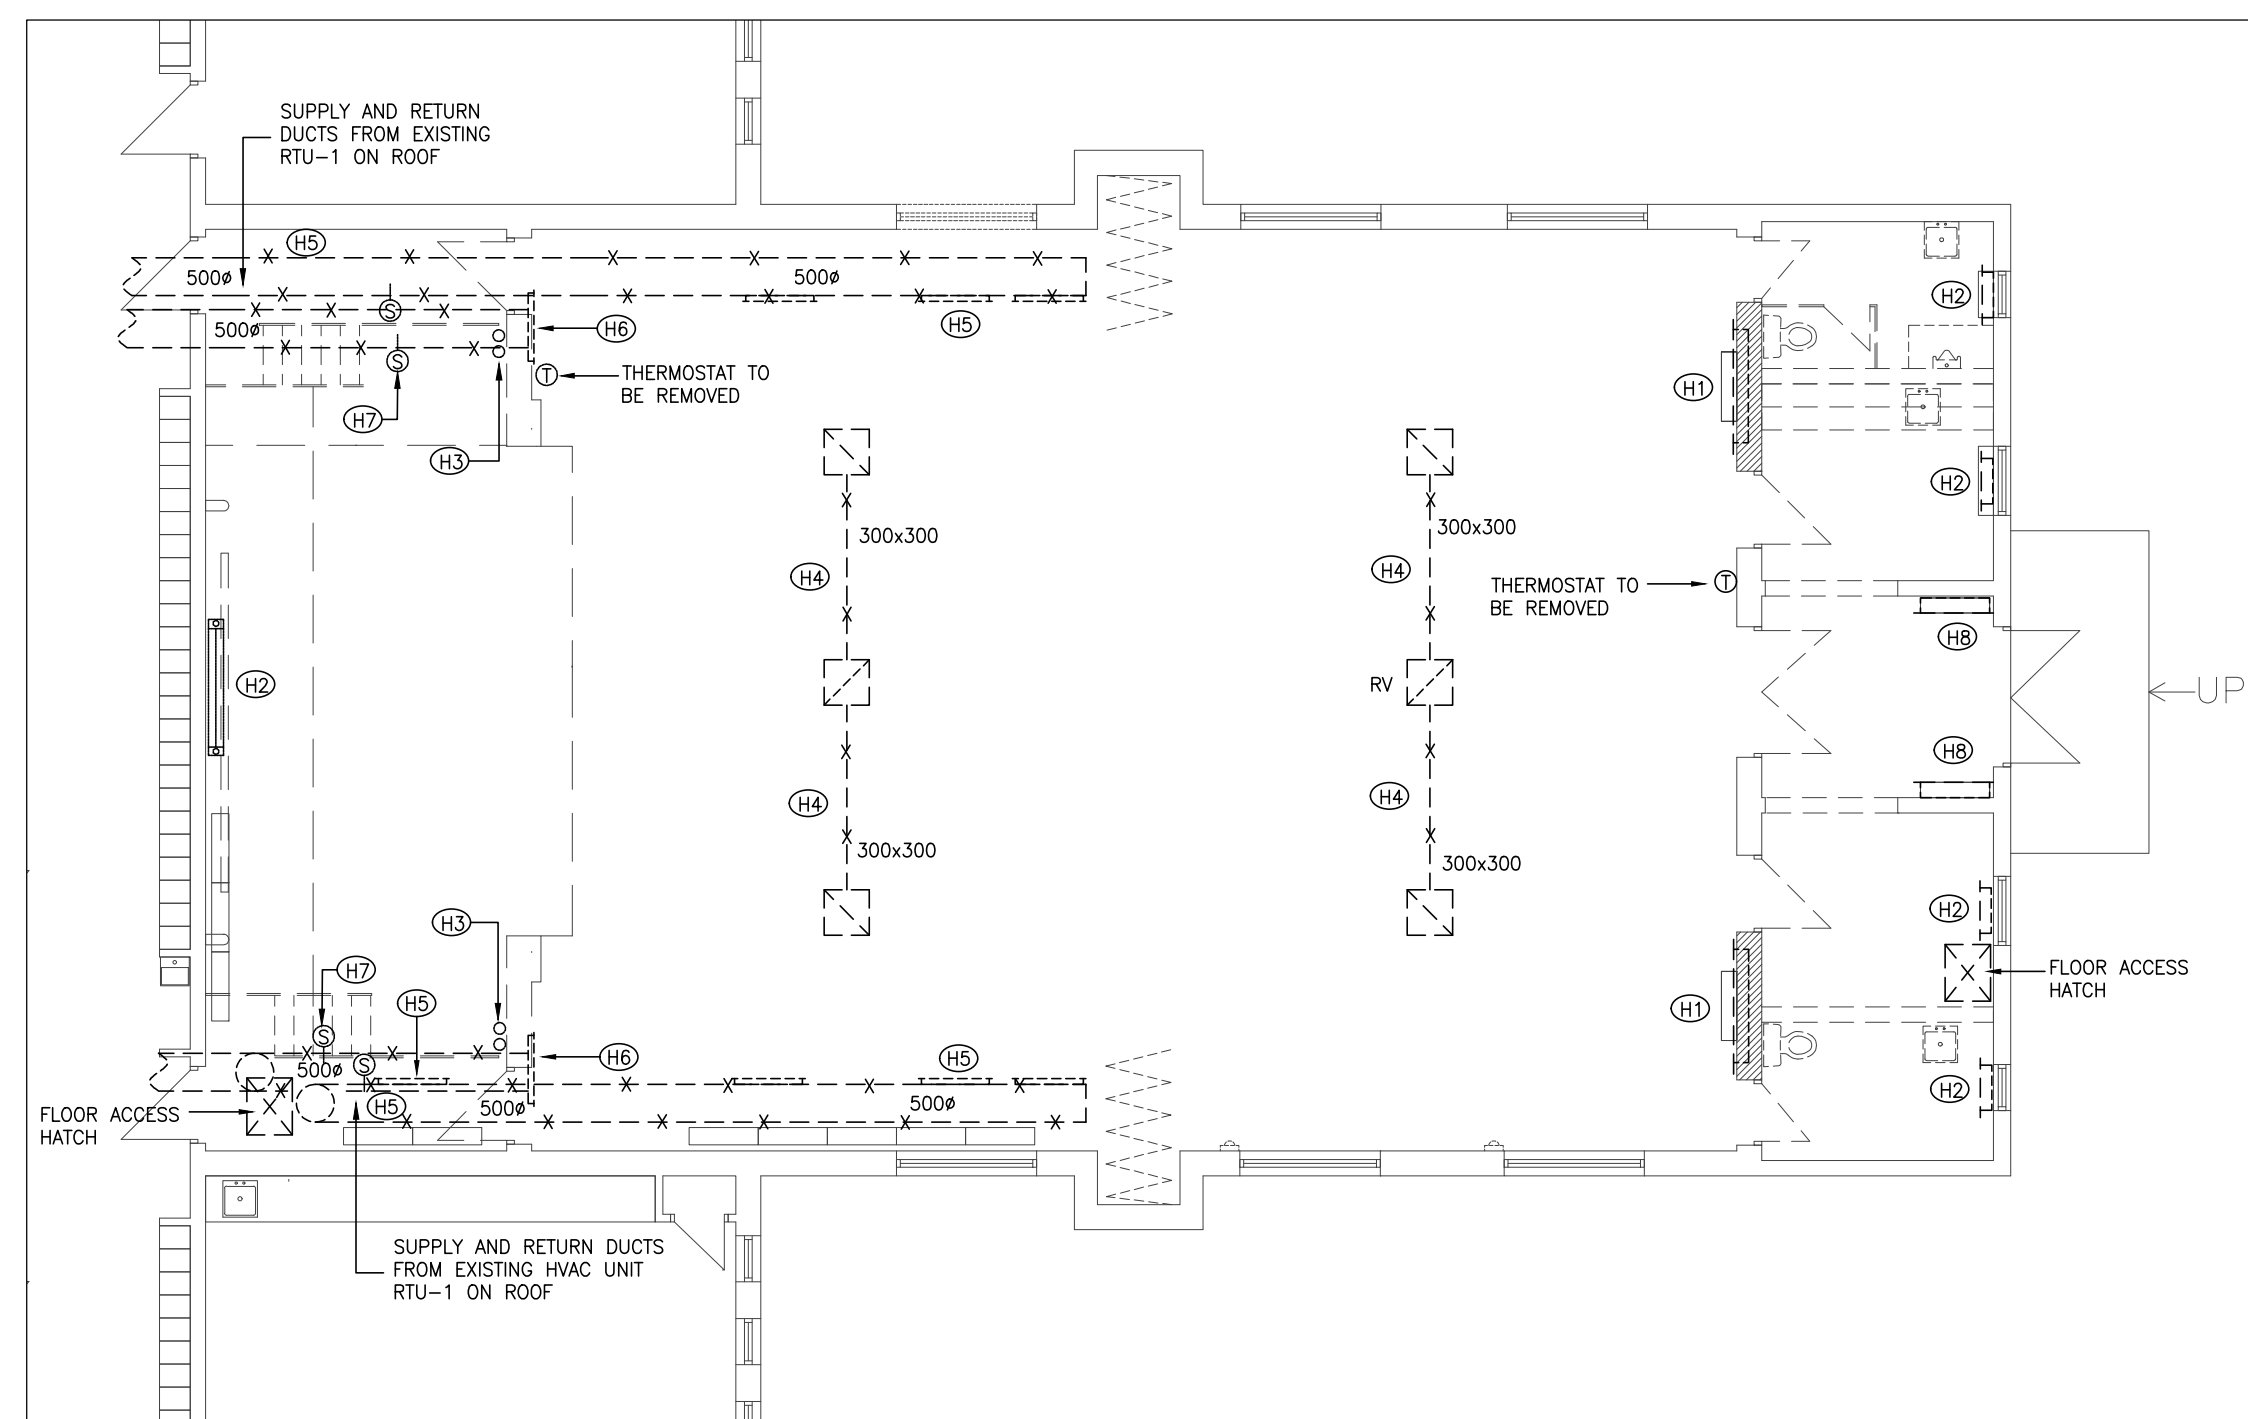 SUPPLY AND RETURN
DUCTS FROM EXISTING
RTU-1 ON ROOF
H5
500ø
500ø
H2
S
H5
H6
500ø
S
T
THERMOSTAT TO
BE REMOVED
H7
H3
H1
H2
300x300
300x300
H4
H4
THERMOSTAT TO
BE REMOVED
T
H8
H2
RV
UP
H8
H4
H4
300x300
300x300
H3
H2
H7
FLOOR ACCESS
HATCH
H5
H1
S
S
H6
H5
500ø
H2
H5
500ø
500ø
FLOOR ACCESS
HATCH
SUPPLY AND RETURN DUCTS
FROM EXISTING HVAC UNIT
RTU-1 ON ROOF